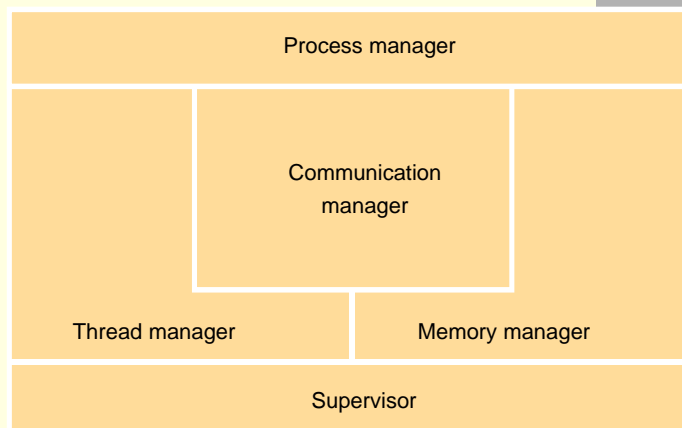 Process manager
Communication
manager
Thread manager
Memory manager
Supervisor